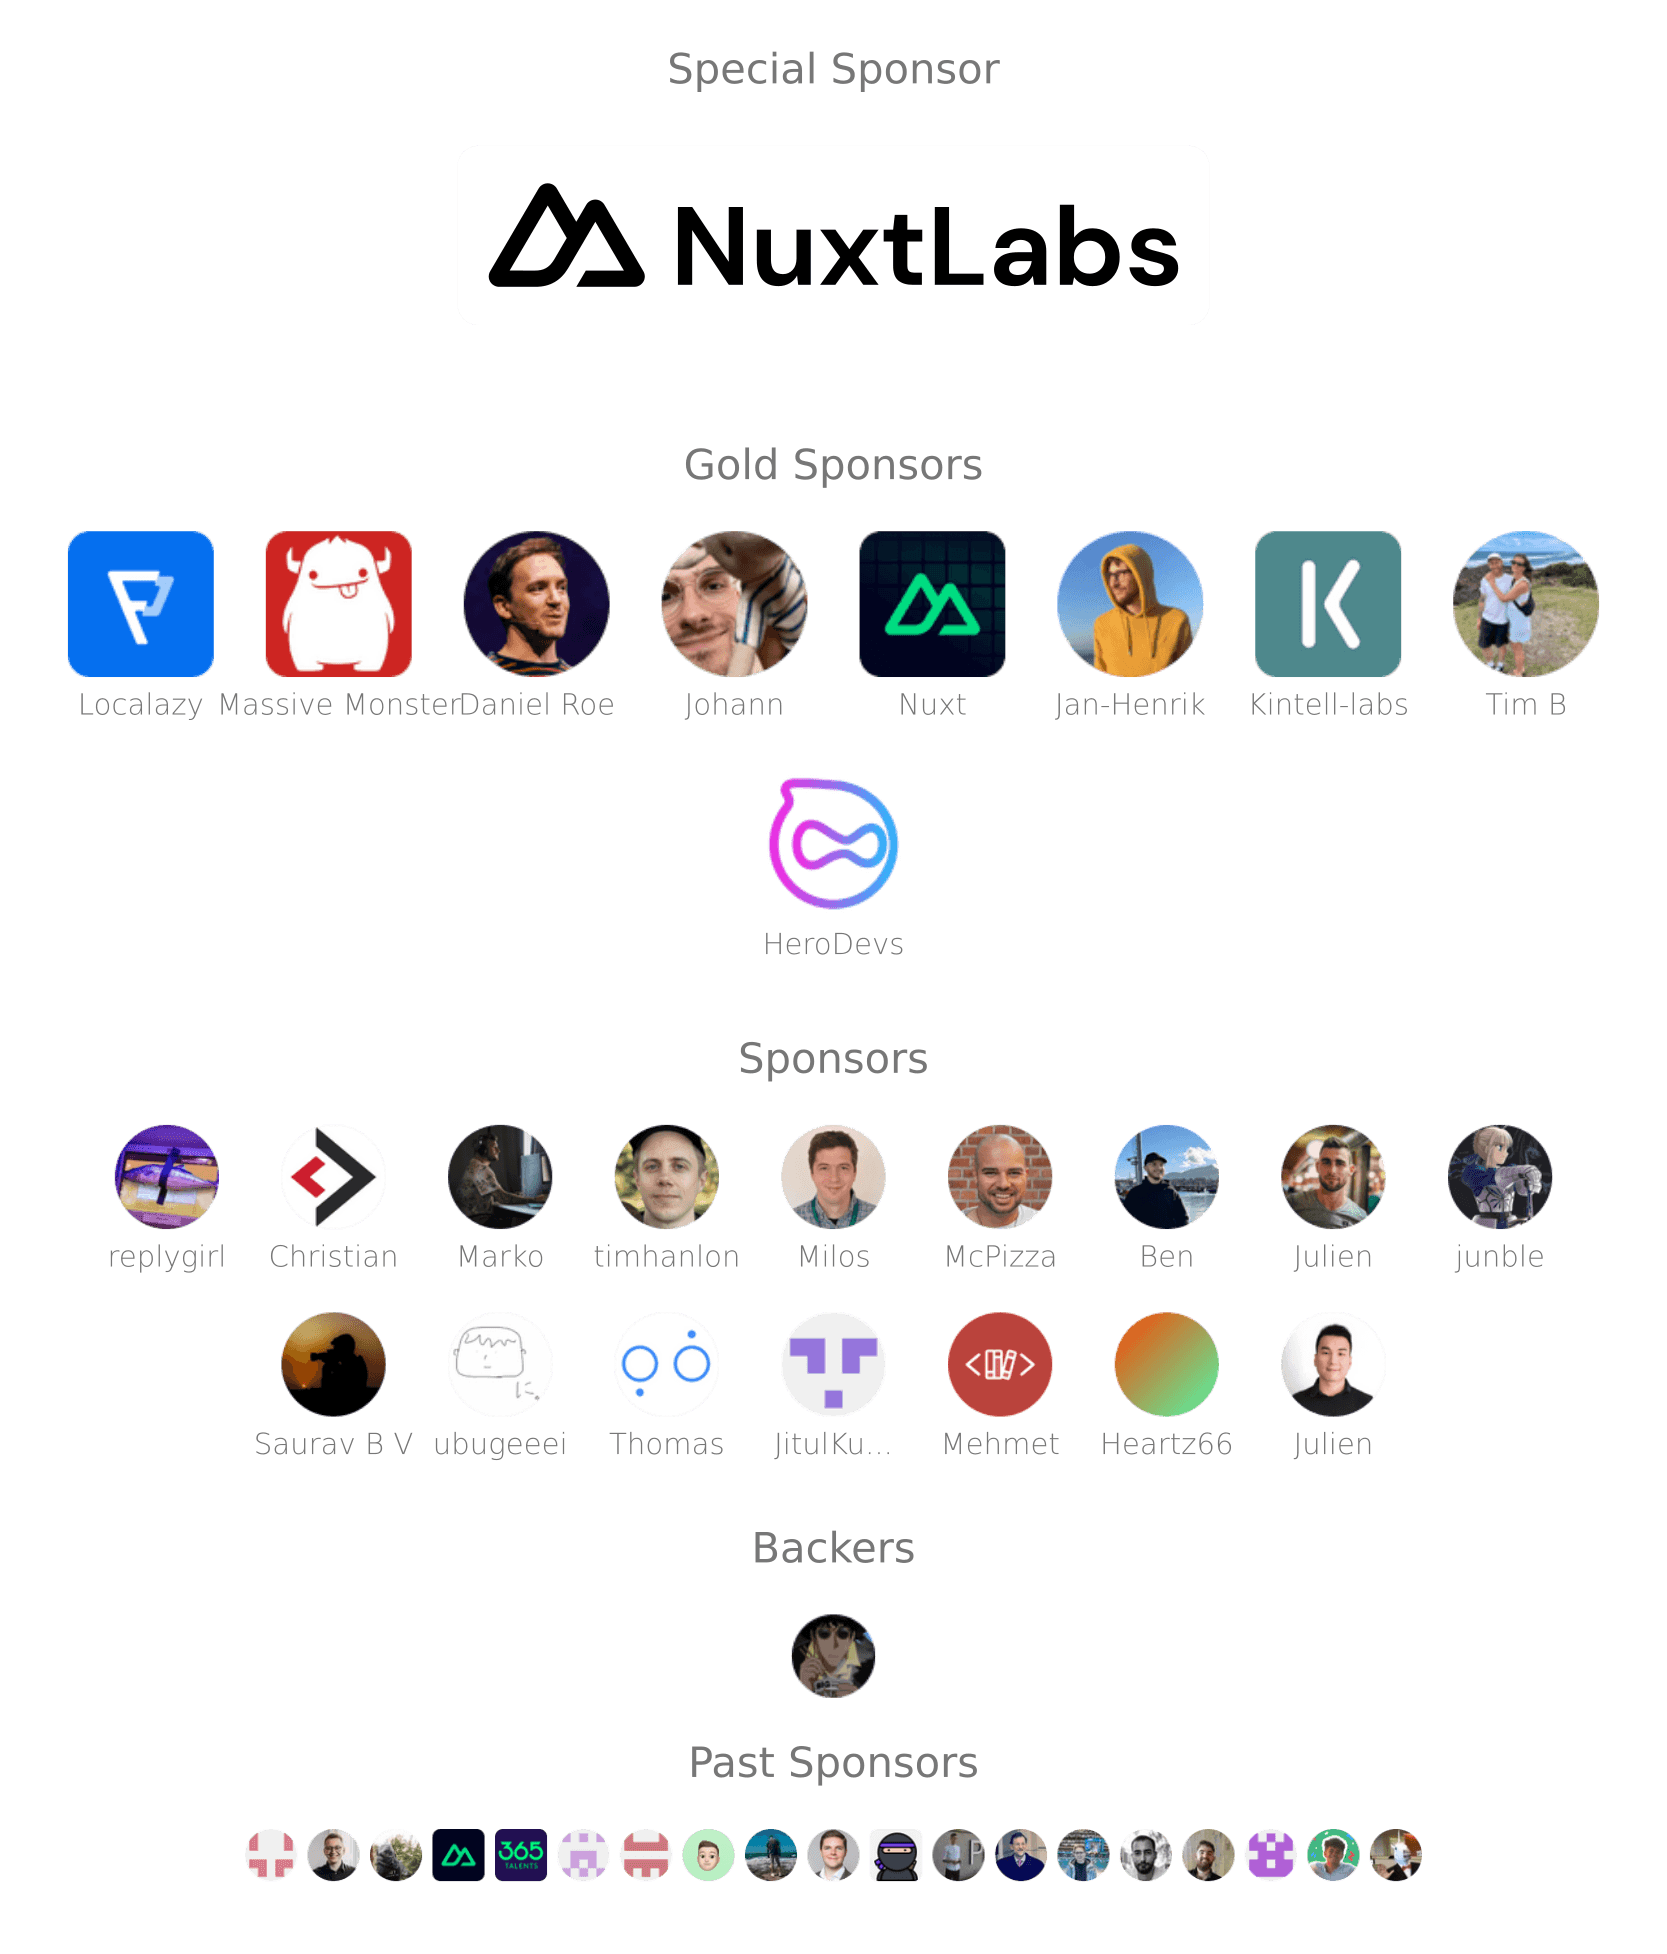 Special Sponsor
NuxtLabs
Gold Sponsors
Localazy Massive Monster Daniel Roe Johann Nuxt Jan-Henrik Kintell-labs Tim B
HeroDevs
Sponsors
replygirl Christian Marko timhanlon Milos McPizza Ben Julien junble
Saurav B V ubugeeei Thomas JitulKu... Mehmet Heartz66 Julien
Backers
Past Sponsors
365
TALENTS